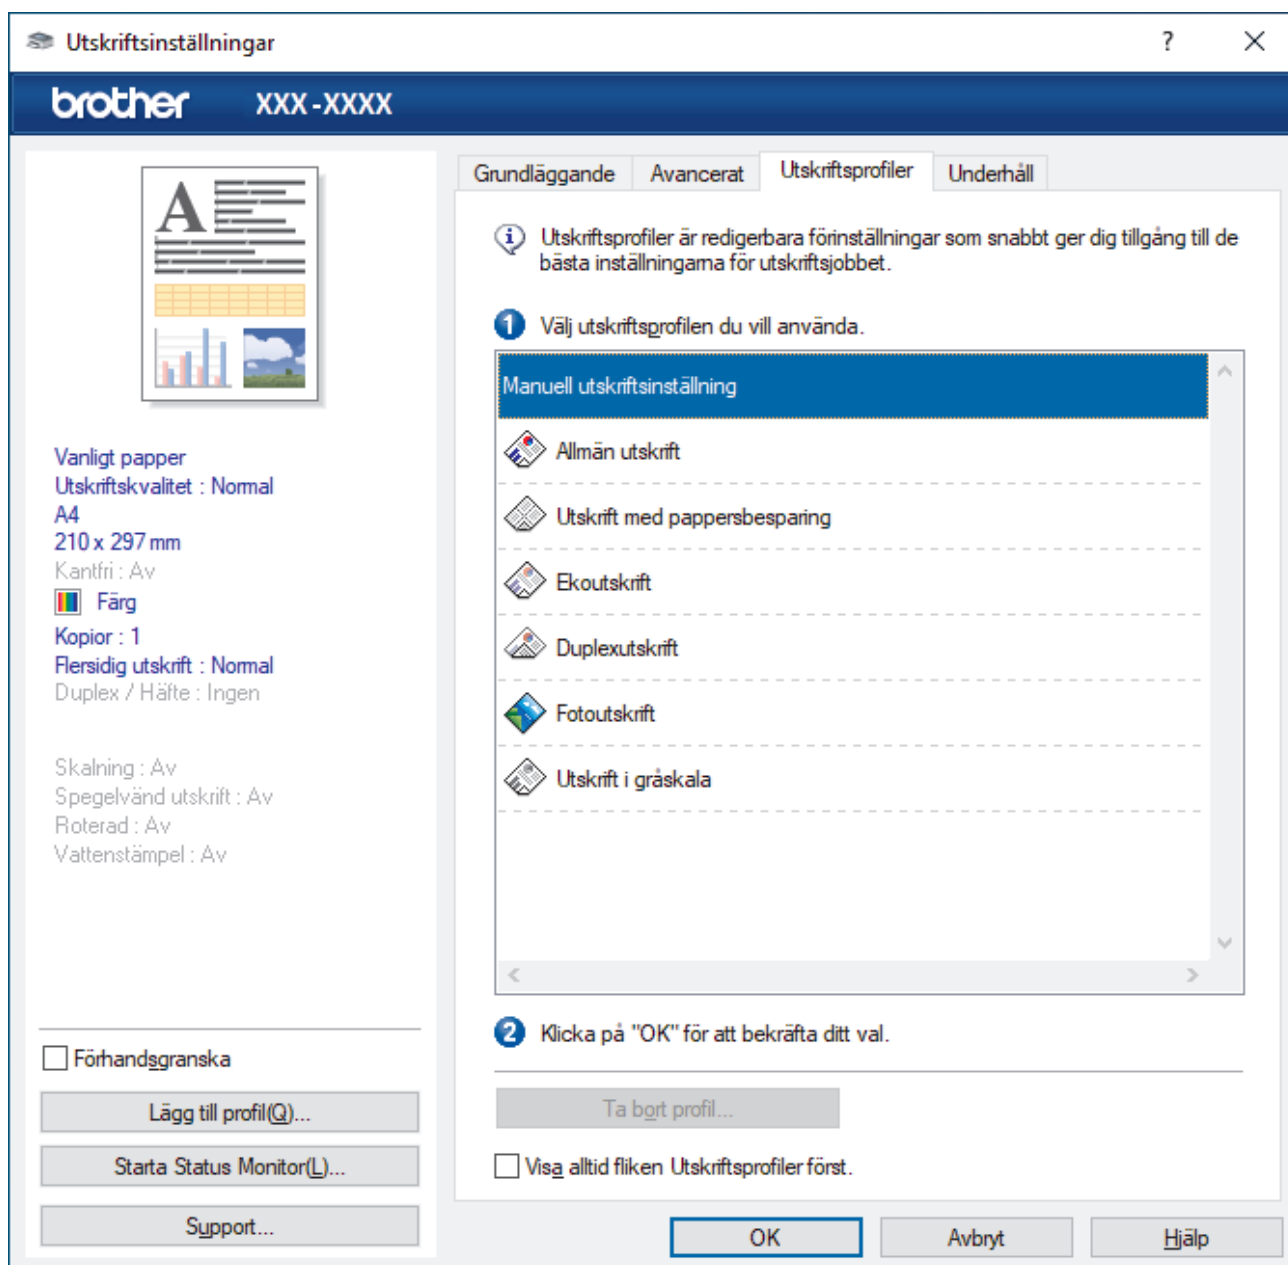 Utskriftsinställningar
?
brother XXX-XXXX
A
Vanligt papper
Utskriftskvalitet : Normal
A4
210 x 297 mm
Kantfri : Av
Färg
Kopior : 1
Flersidig utskrift : Normal
Duplex / Häfte : Ingen
Skalning : Av
Spegelvänd utskrift : Av
Roterad : Av
Vattenstämpel : Av
Förhandsgranska
Lägg till profil(Q)...
Starta Status Monitor(L)...
Support...
Grundläggande Avancerat Utskriftsprofiler Underhåll
Utskriftsprofiler är redigerbara förinställningar som snabbt ger dig tillgång till de
bästa inställningarna för utskriftsjobbet.
1 Välj utskriftsprofilen du vill använda.
Manuell utskriftsinställning
Allmän utskrift
Utskrift med pappersbesparing
Ekoutskrift
Duplexutskrift
Fotoutskrift
Utskrift i gråskala
2 Klicka på "OK" för att bekräfta ditt val.
Ta bort profil...
Visa alltid fliken Utskriftsprofiler först.
OK Avbryt Hjälp